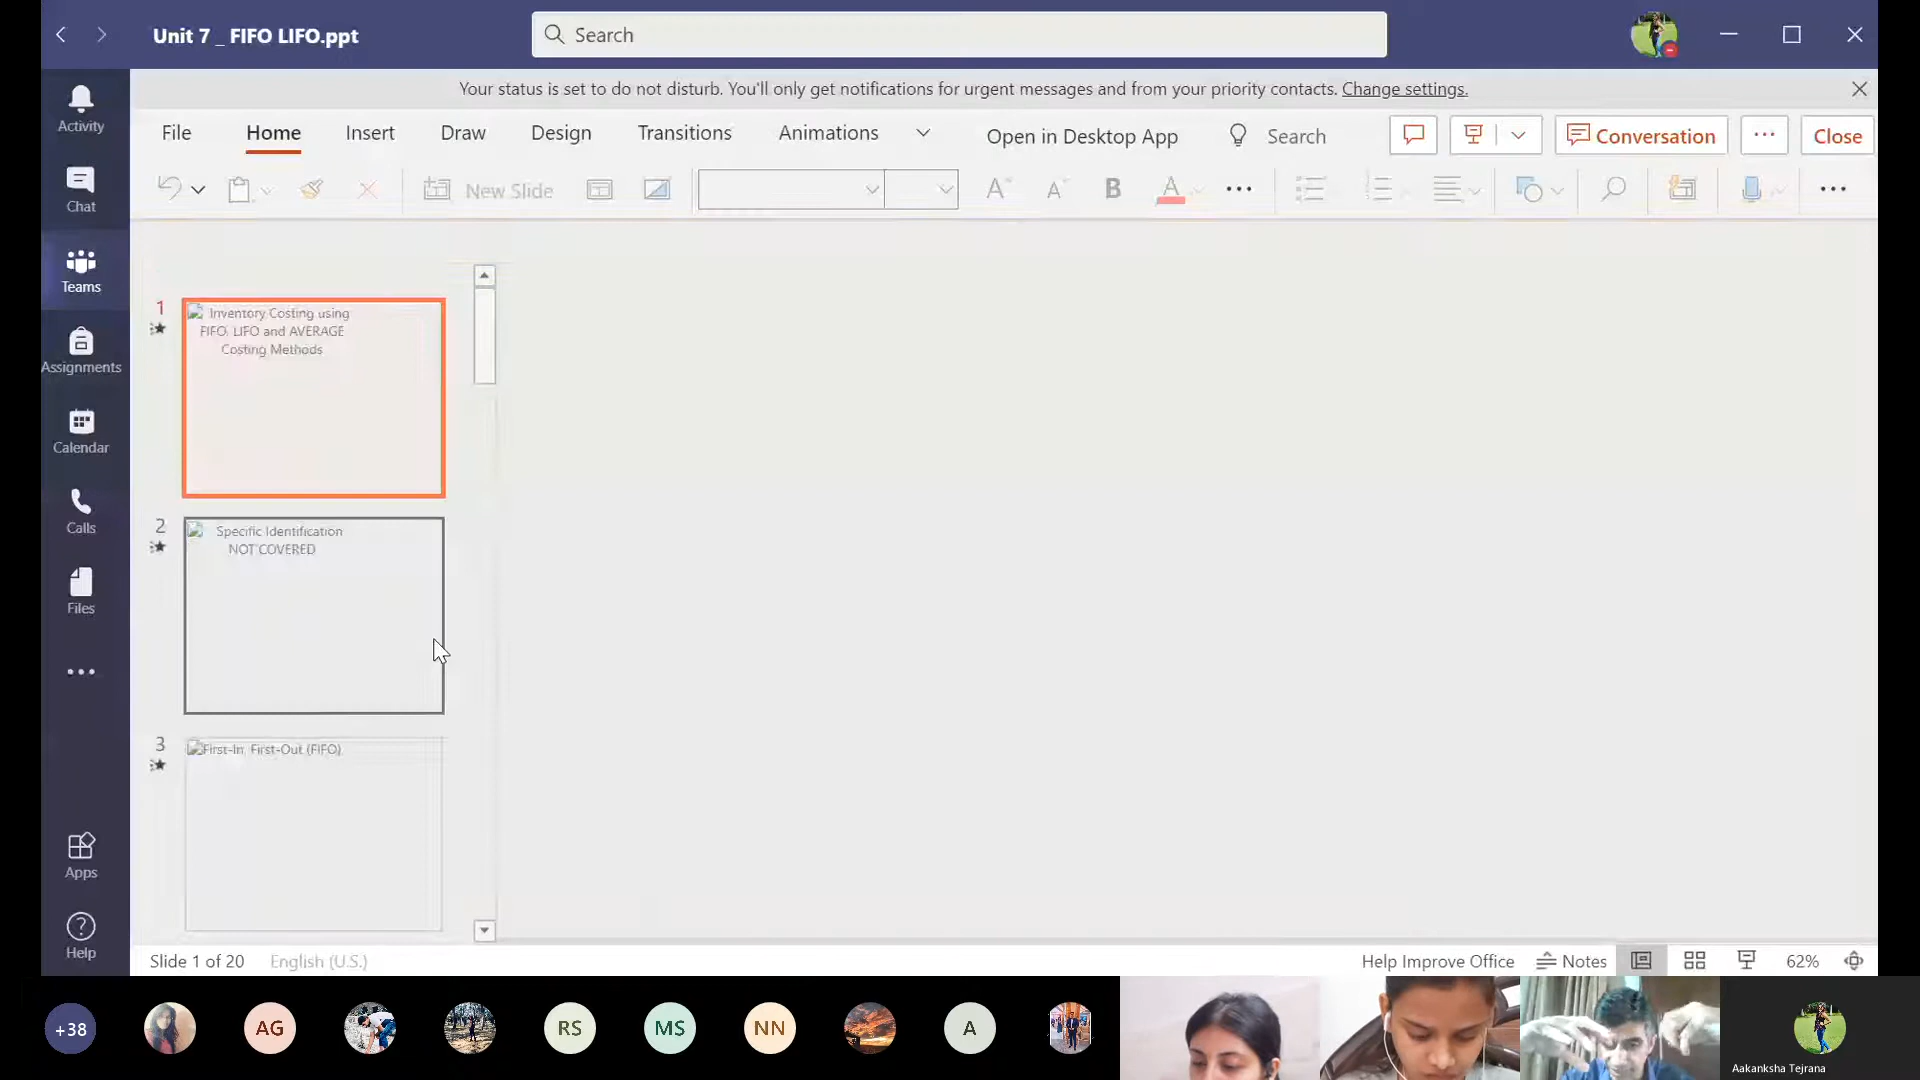 Unit 7 _ FIFO LIFO.ppt
Search
Your status is set to do not disturb. You'll only get notifications for urgent messages and from your priority contacts. Change settings.
Activity
Chat
Teams
Assignments
Calendar
Calls
Files
Apps
Help
File Home Insert Draw Design Transitions Animations Open in Desktop App Search Conversation Close
New Slide
1
Inventory Costing using
FIFO, LIFO and AVERAGE
Costing Methods
2
Specific Identification
NOT COVERED
3
First-In, First-Out (FIFO)
Slide 1 of 20 English (U.S.) Help Improve Office Notes 62%
+38 AG RS MS NN A
Aakanksha Tejrana